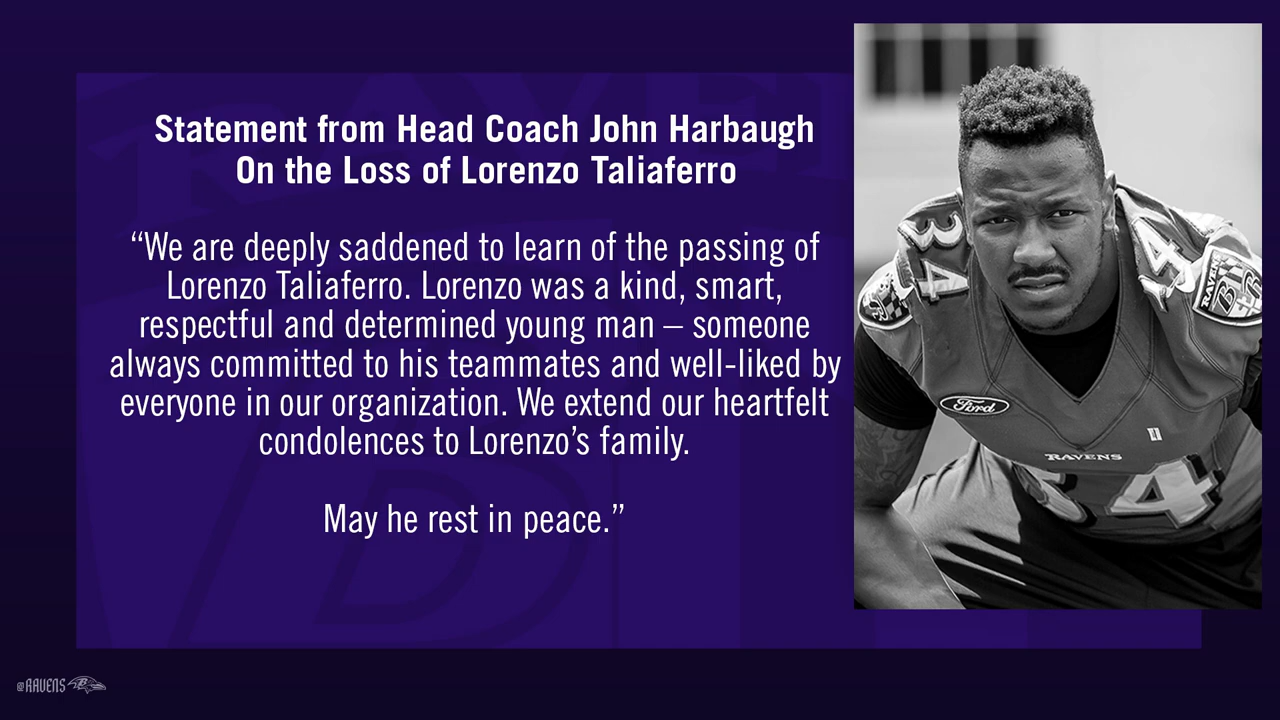 Statement from Head Coach John Harbaugh
On the Loss of Lorenzo Taliaferro
“We are deeply saddened to learn of the passing of
Lorenzo Taliaferro. Lorenzo was a kind, smart,
respectful and determined young man – someone
always committed to his teammates and well-liked by
everyone in our organization. We extend our heartfelt
condolences to Lorenzo’s family.
May he rest in peace.”
34
34
RAVENS
Ford
RAVENS
34
@RAVENS